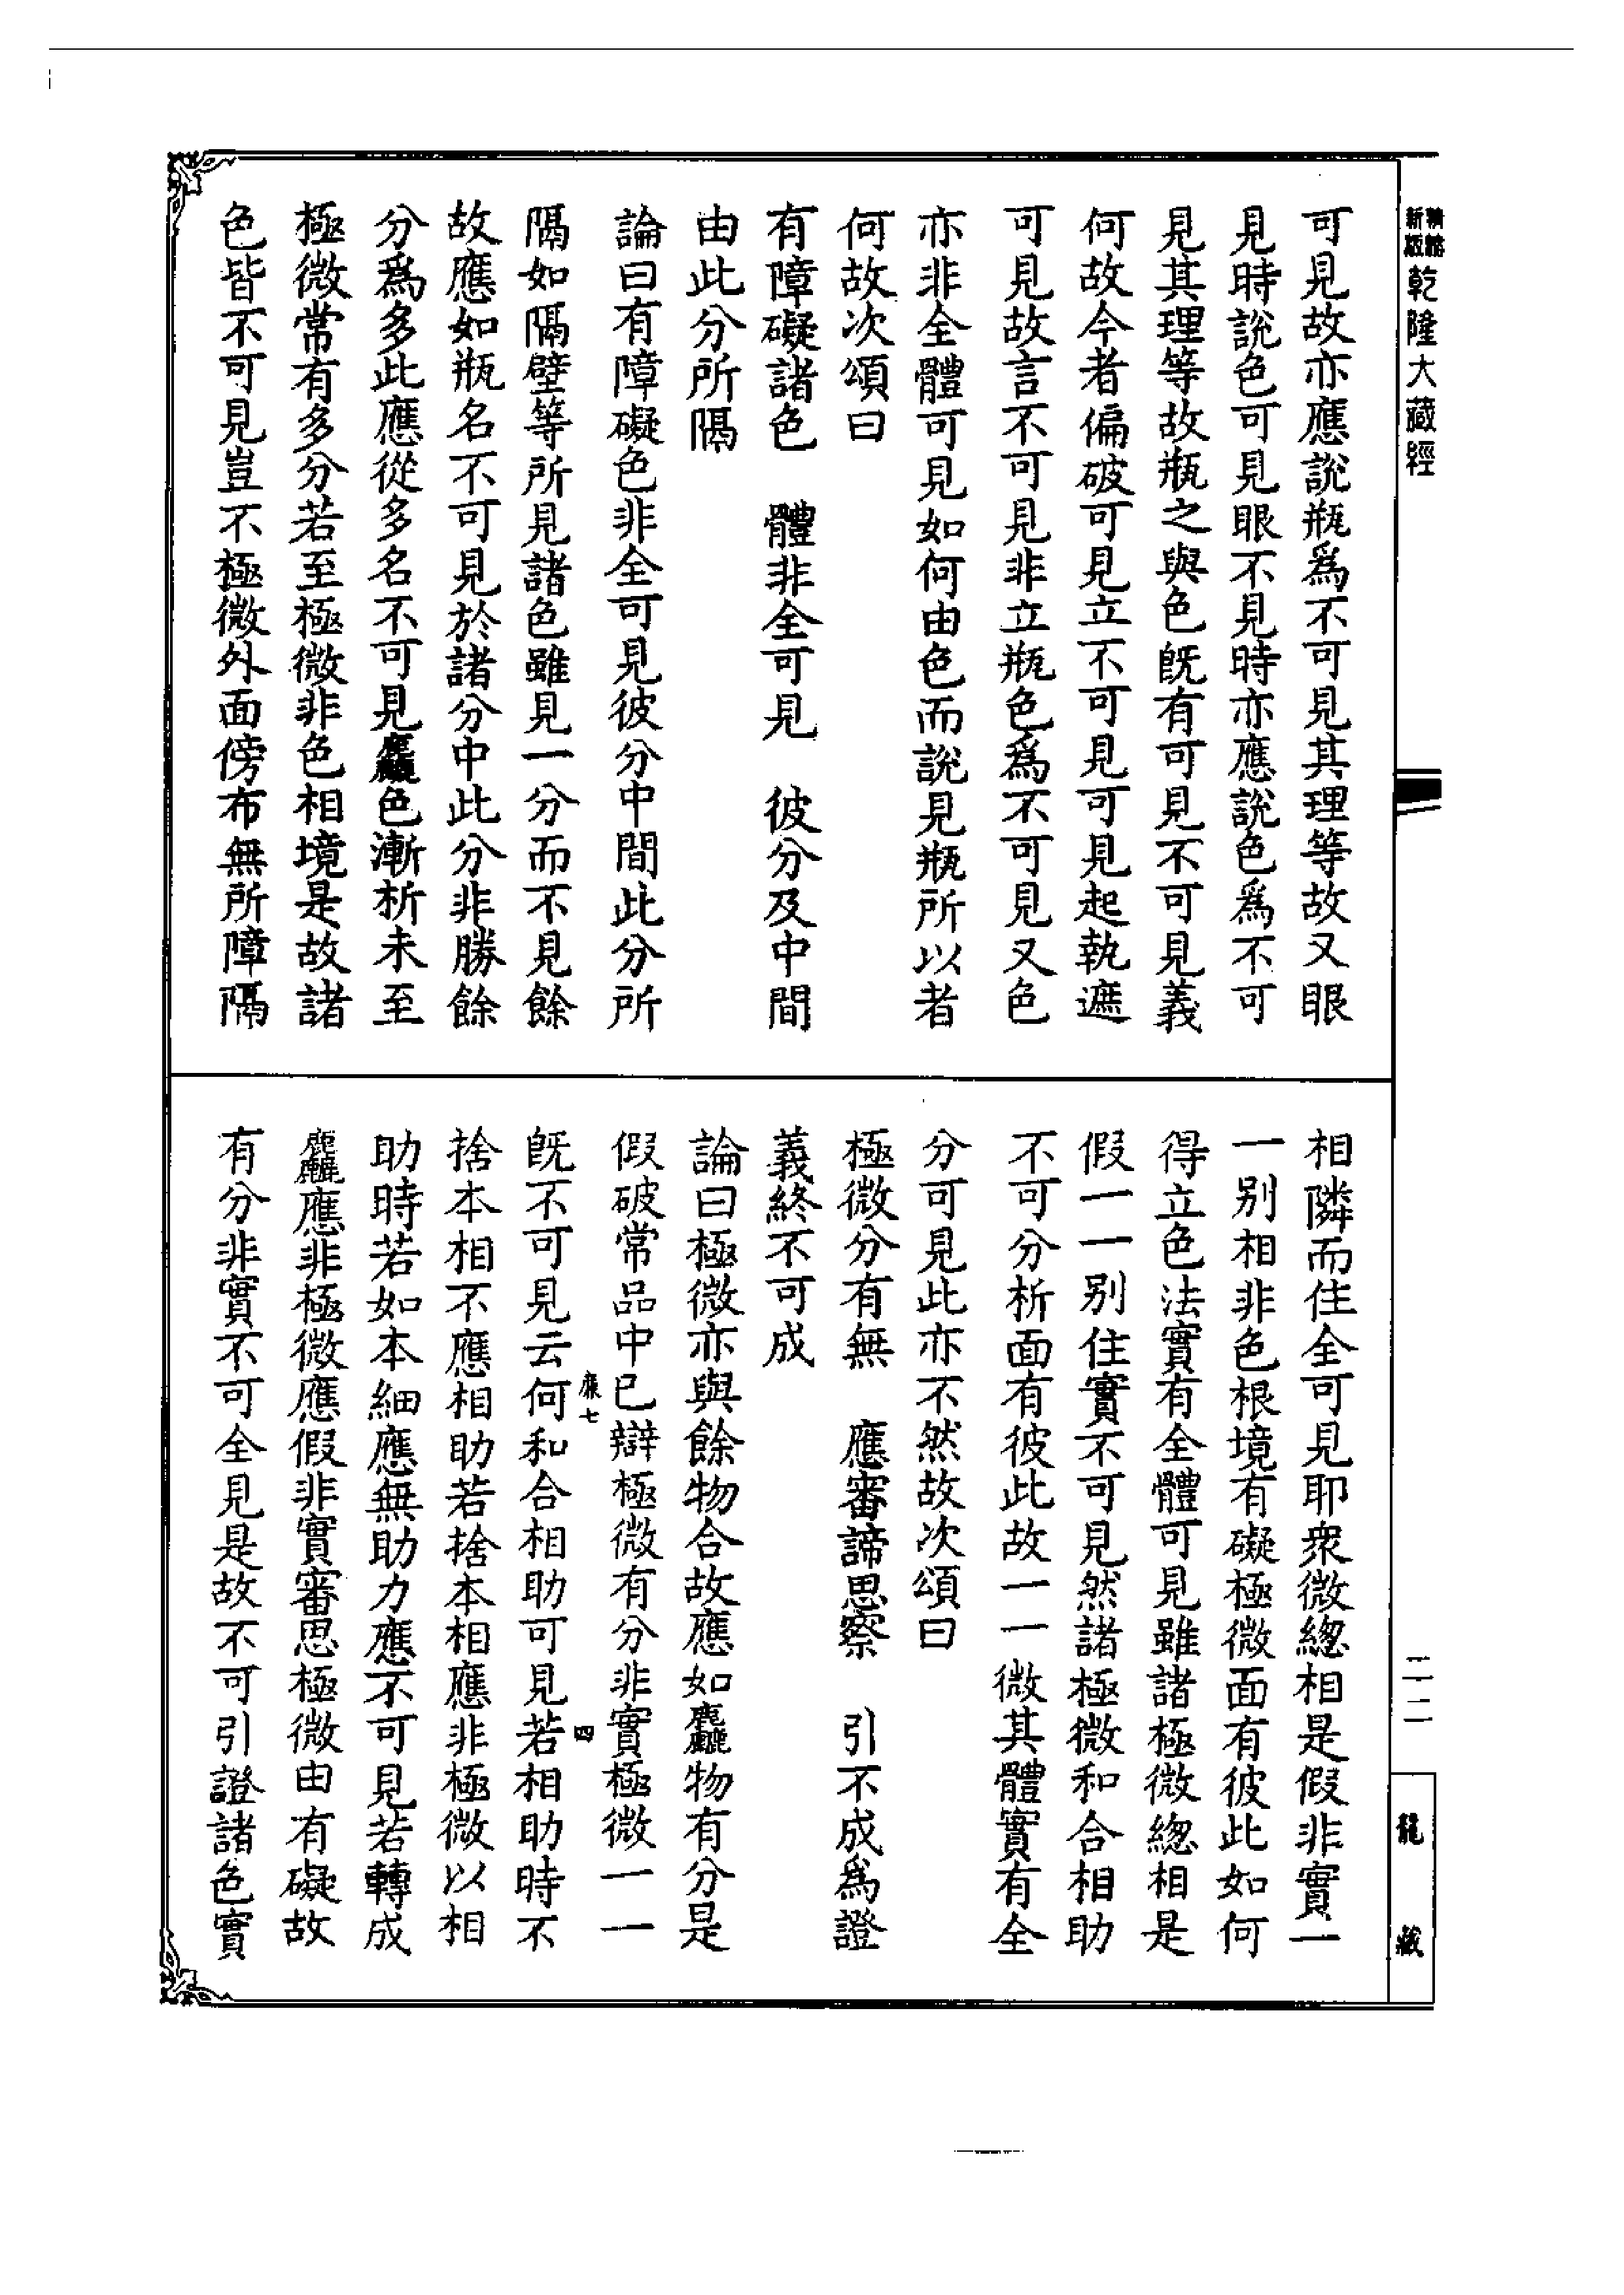 新編
縮版
乾隆大藏經
可見故亦應說瓶爲不可見其理等故又眼
見時說色可見眼不見時亦應說色爲不可
見其理等故瓶之與色旣有可見不可見義
何故今者偏破可見立不可見可見起執遮
可見故言不可見非立瓶色爲不可見又色
亦非全體可見如何由色而說見瓶所以者
何故次頌曰
有障礙諸色　體非全可見　彼分及中間
由此分所隔
論曰有障礙色非全可見彼分中間此分所
隔如隔壁等所見諸色雖見一分而不見餘
故應如瓶名不可見於諸分中此分非勝餘
分爲多此應從多名不可見麤色漸析未至
極微常有多分若至極微非色相境是故諸
色皆不可見豈不極微外面傍布無所障隔
相隣而住全可見耶衆微緫相是假非實一
一別相非色根境有礙極微面有彼此如何
得立色法實有全體可見雖諸極微緫相是
假一一別住實不可見然諸極微和合相助
不可分析面有彼此故一一微其體實有全
分可見此亦不然故次頌曰
極微分有無　應審諦思察　引不成爲證
義終不可成
論曰極微亦與餘物合故應如麤物有分是
假破常品中已辯極微有分非實極微一一
旣不可見云何和合相助可見若相助時不
捨本相不應相助若捨本相應非極微以相
助時若如本細應無助力應不可見若轉成
麤應非極微應假非實審思極微由有礙故
有分非實不可全見是故不可引證諸色實
廉七
四
二二
龍藏